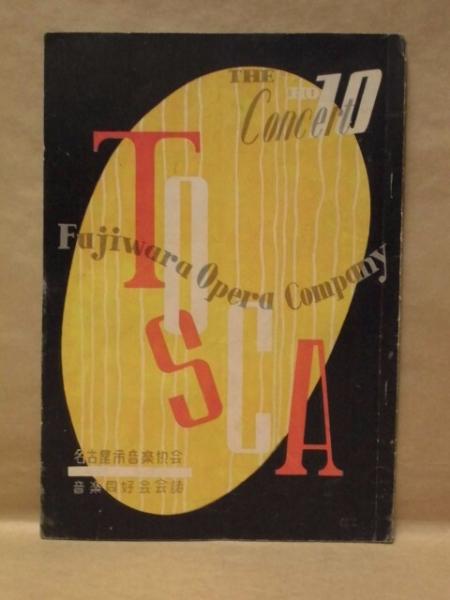 THE
Concert NO 10
TOSCA
Fujiwara Opera Company
名古屋市音楽協会
音楽同好会会誌